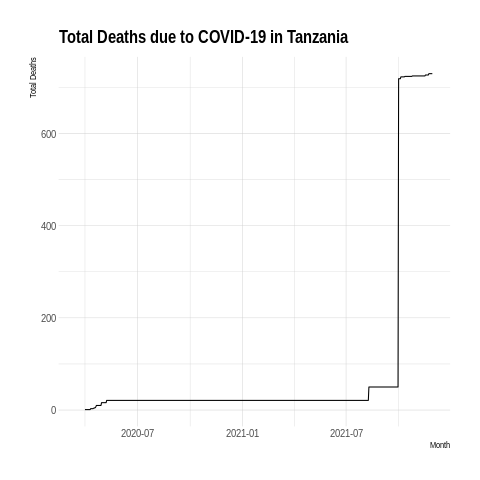 Total Deaths due to COVID-19 in Tanzania
Total Deaths
600
400
200
0
2020-07
2021-01
2021-07
Month